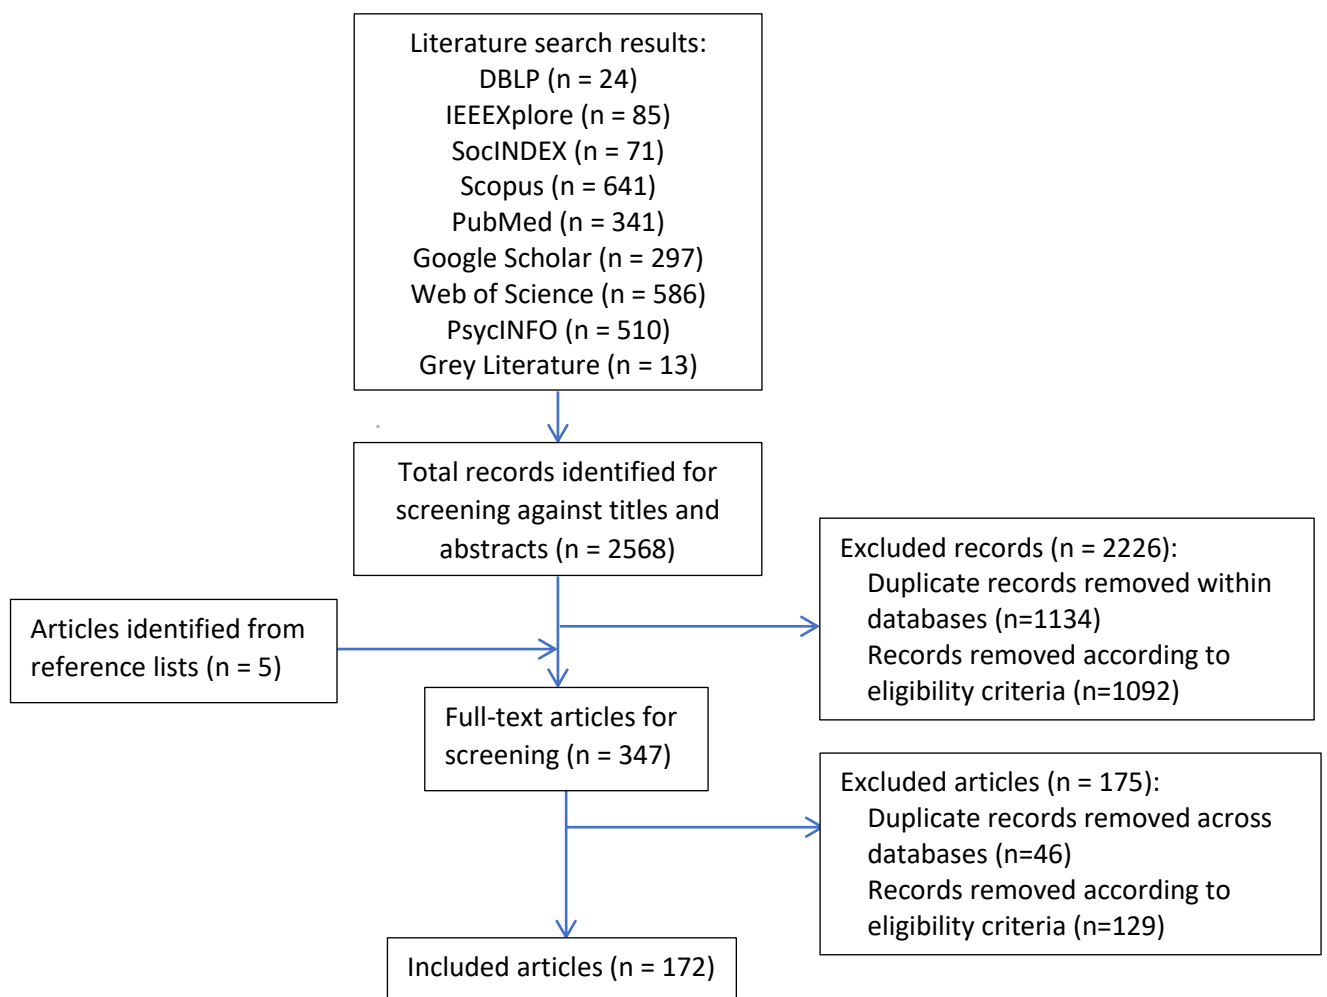 Literature search results:
DBLP (n = 24)
IEEEXplore (n = 85)
SocINDEX (n = 71)
Scopus (n = 641)
PubMed (n = 341)
Google Scholar (n = 297)
Web of Science (n = 586)
PsycINFO (n = 510)
Grey Literature (n = 13)
Total records identified for
screening against titles and
abstracts (n = 2568)
Excluded records (n = 2226):
Duplicate records removed within
databases (n=1134)
Records removed according to
eligibility criteria (n=1092)
Articles identified from
reference lists (n = 5)
Full-text articles for
screening (n = 347)
Excluded articles (n = 175):
Duplicate records removed across
databases (n=46)
Records removed according to
eligibility criteria (n=129)
Included articles (n = 172)